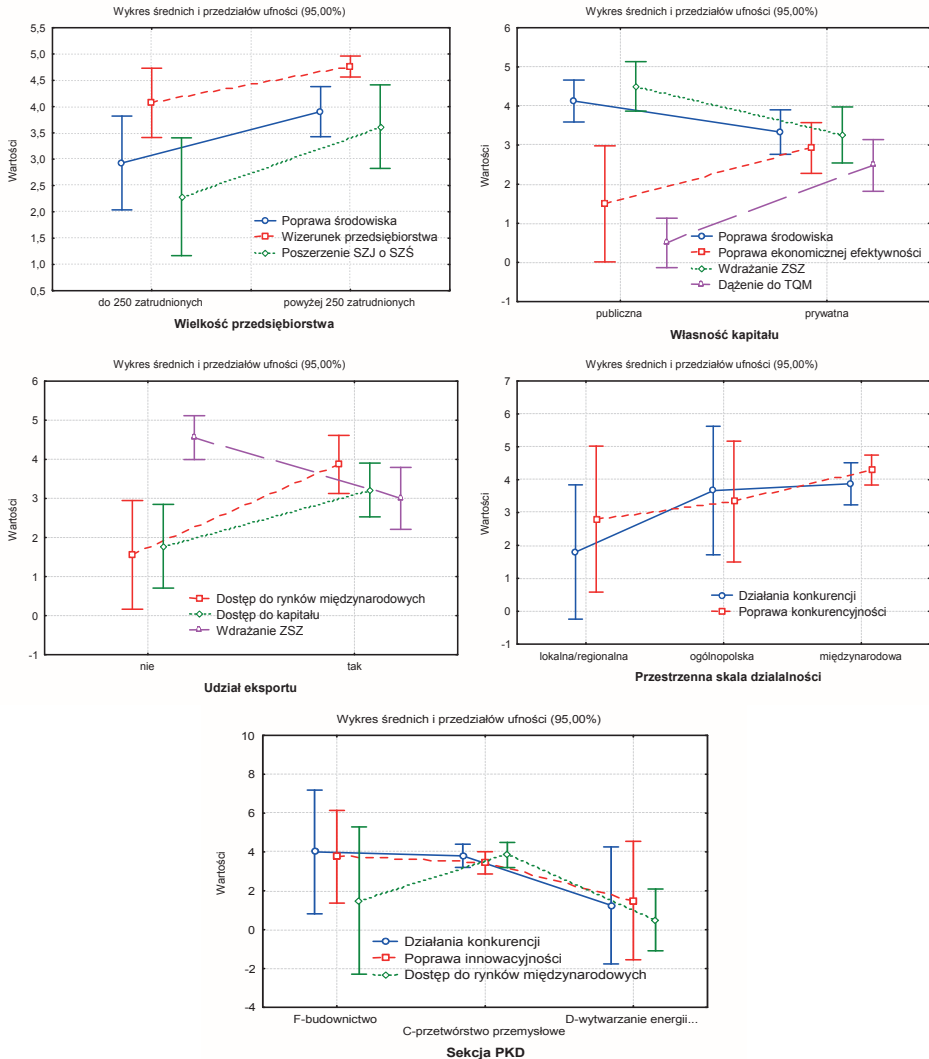 Wykres średnich i przedziałów ufności (95,00%)
5,5
5,0
4,5
4,0
3,5
3,0
2,5
2,0
1,5
1,0
0,5
Wartości
Poprawa środowiska
Wizerunek przedsiębiorstwa
Poszerzenie SZJ o SZŚ
do 250 zatrudnionych
powyżej 250 zatrudnionych
Wielkość przedsiębiorstwa
Wykres średnich i przedziałów ufności (95,00%)
6
5
4
3
2
1
0
-1
Wartości
Poprawa środowiska
Poprawa ekonomicznej efektywności
Wdrażanie ZSZ
Dążenie do TQM
publiczna
prywatna
Własność kapitału
Wykres średnich i przedziałów ufności (95,00%)
6
5
4
3
2
1
0
-1
Wartości
Dostęp do rynków międzynarodowych
Dostęp do kapitału
Wdrażanie ZSZ
nie
tak
Udział eksportu
Wykres średnich i przedziałów ufności (95,00%)
7
6
5
4
3
2
1
0
-1
Wartości
Działania konkurencji
Poprawa konkurencyjności
lokalna/regionalna
ogólnopolska
międzynarodowa
Przestrzenna skala dzialalności
Wykres średnich i przedziałów ufności (95,00%)
10
8
6
4
2
0
-2
-4
Wartości
Działania konkurencji
Poprawa innowacyjności
Dostęp do rynków międzynarodowych
F-budownictwo
D-wytwarzanie energii...
C-przetwórstwo przemysłowe
Sekcja PKD